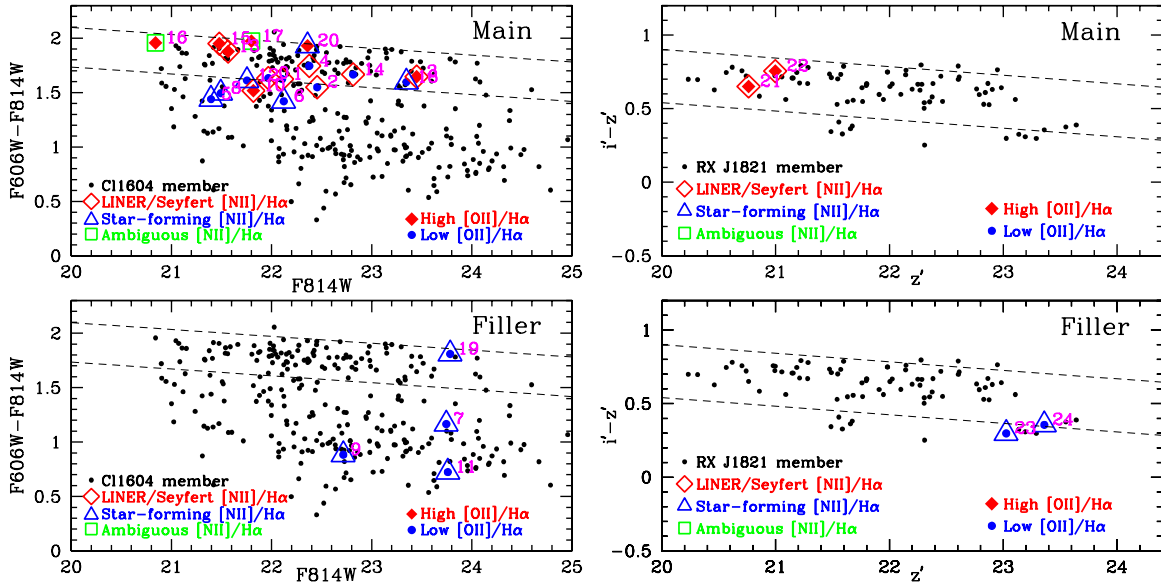 Main
F606W−F814W
2
1.5
1
0.5
0
16
15
17
20
4
14
2
8
6
Cl1604 member
LINER/Seyfert [NII]/Hα
Star−forming [NII]/Hα
Ambiguous [NII]/Hα
High [OII]/Hα
Low [OII]/Hα
20 21 22 23 24 25
F814W
Main
i'−z'
1
0.5
0
−0.5
21
22
RX J1821 member
LINER/Seyfert [NII]/Hα
Star−forming [NII]/Hα
Ambiguous [NII]/Hα
High [OII]/Hα
Low [OII]/Hα
20 21 22 23 24
z'
Filler
F606W−F814W
2
1.5
1
0.5
0
19
7
9
11
Cl1604 member
LINER/Seyfert [NII]/Hα
Star−forming [NII]/Hα
Ambiguous [NII]/Hα
High [OII]/Hα
Low [OII]/Hα
20 21 22 23 24 25
F814W
Filler
i'−z'
1
0.5
0
−0.5
23
24
RX J1821 member
LINER/Seyfert [NII]/Hα
Star−forming [NII]/Hα
Ambiguous [NII]/Hα
High [OII]/Hα
Low [OII]/Hα
20 21 22 23 24
z'